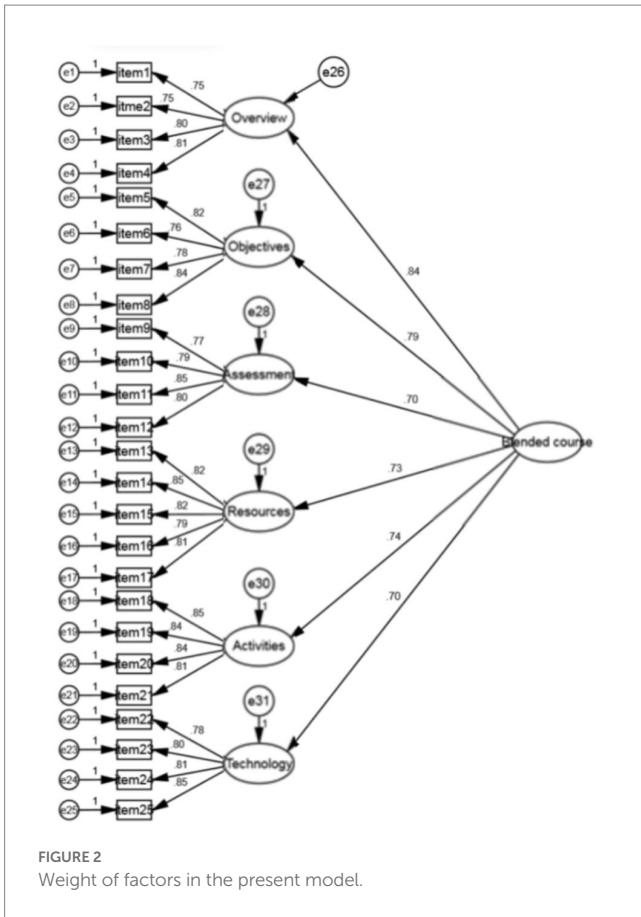 e1 1 item1 .75
e26
e2 1 itme2 .75
Overview
e3 1 item3 .80
e4 1 item4 .81
e5 1 item5 .82
e27 1
e6 1 item6 .76
Objectives
e7 1 item7 .78
e8 1 item8 .84
.84
.79
e9 1 item9 .77
e28 1
e10 1 item10 .79
Assessment
e11 1 item11 .85
e12 1 item12 .80
.70
Blended course
e13 1 item13 .82
e29 1
.73
e14 1 item14 .85
e15 1 item15 .82
Resources
e16 1 item16 .79
e17 1 item17 .81
.74
e18 1 item18 .85
e30 1
.70
e19 1 item19 .84
Activities
e20 1 item20 .84
e21 1 item21 .81
e22 1 item22 .78
e31 1
e23 1 item23 .80
Technology
e24 1 item24 .81
e25 1 item25 .85
FIGURE 2
Weight of factors in the present model.